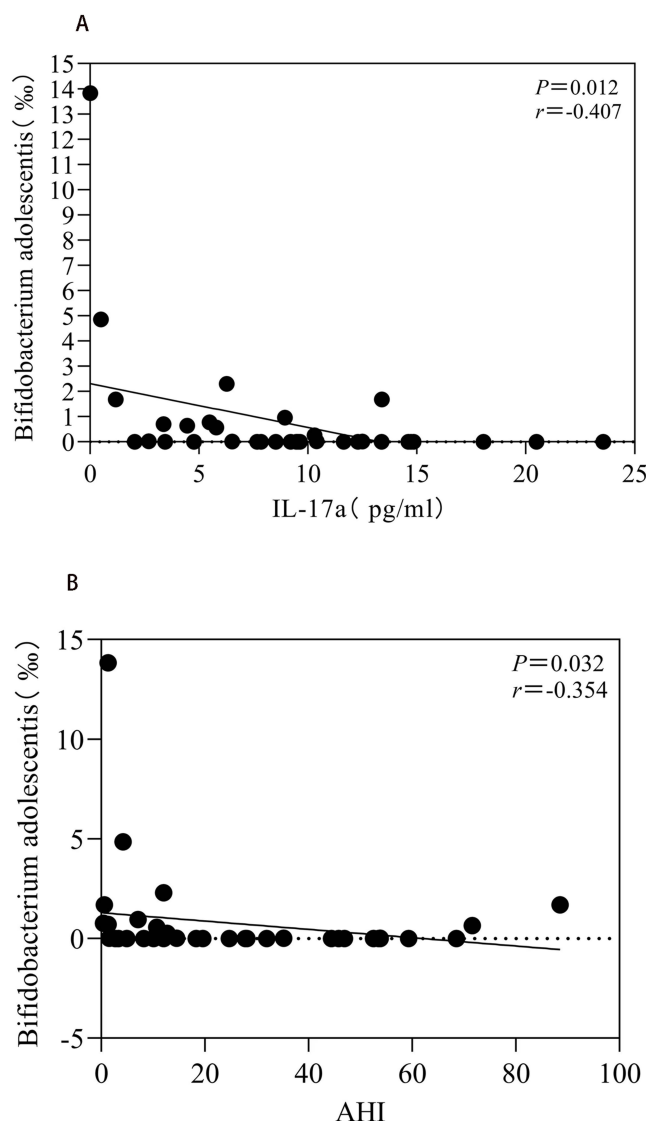 A
Bifidobacterium adolescentis( ‰)
15
14
13
12
11
10
9
8
7
6
5
4
3
2
1
0
P=0.012
r=-0.407
0 5 10 15 20 25
IL-17a( pg/ml)
B
Bifidobacterium adolescentis( ‰)
15
10
5
0
-5
P=0.032
r=-0.354
0 20 40 60 80 100
AHI